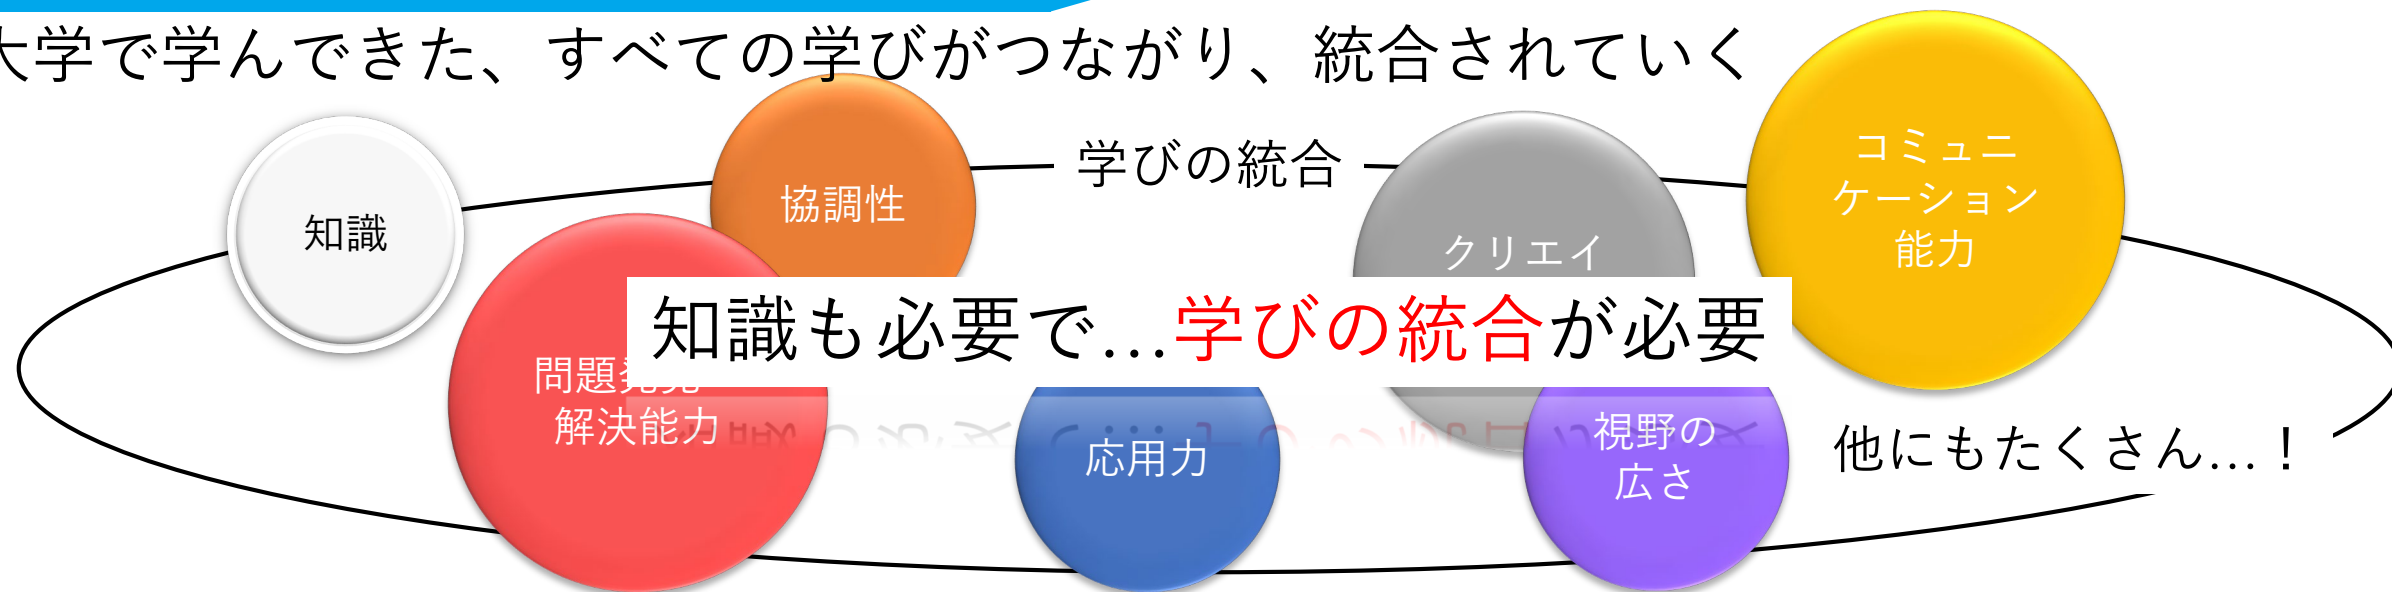 大学で学んできた、すべての学びがつながり、統合されていく
学びの統合
コミュニ
ケーション
能力
協調性
知識
クリエイ
知識も必要で…学びの統合が必要
問題
解決能力
応用力
視野の
広さ
他にもたくさん…！